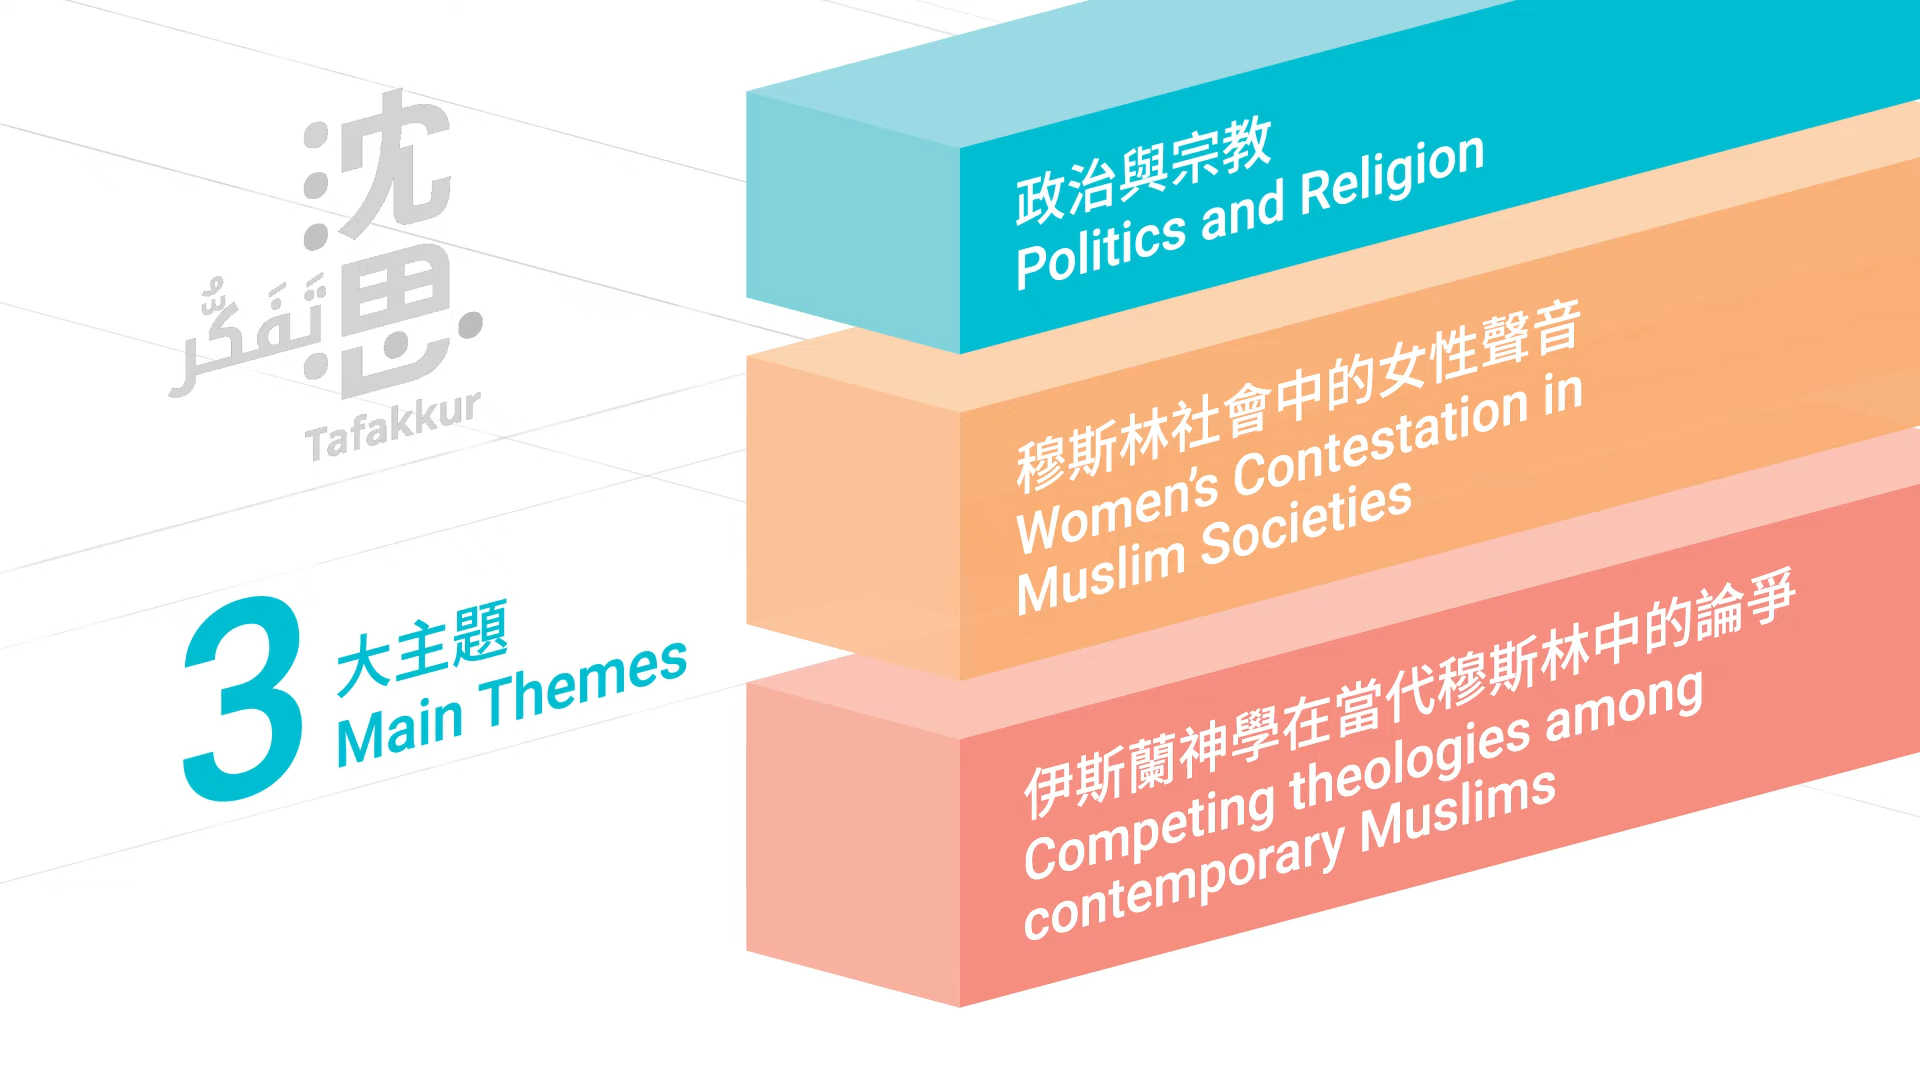 沈思
تَفَكُّر
Tafakkur
3
大主題
Main Themes
政治與宗教
Politics and Religion
穆斯林社會中的女性聲音
Women’s Contestation in
Muslim Societies
伊斯蘭神學在當代穆斯林中的論爭
Competing theologies among
contemporary Muslims